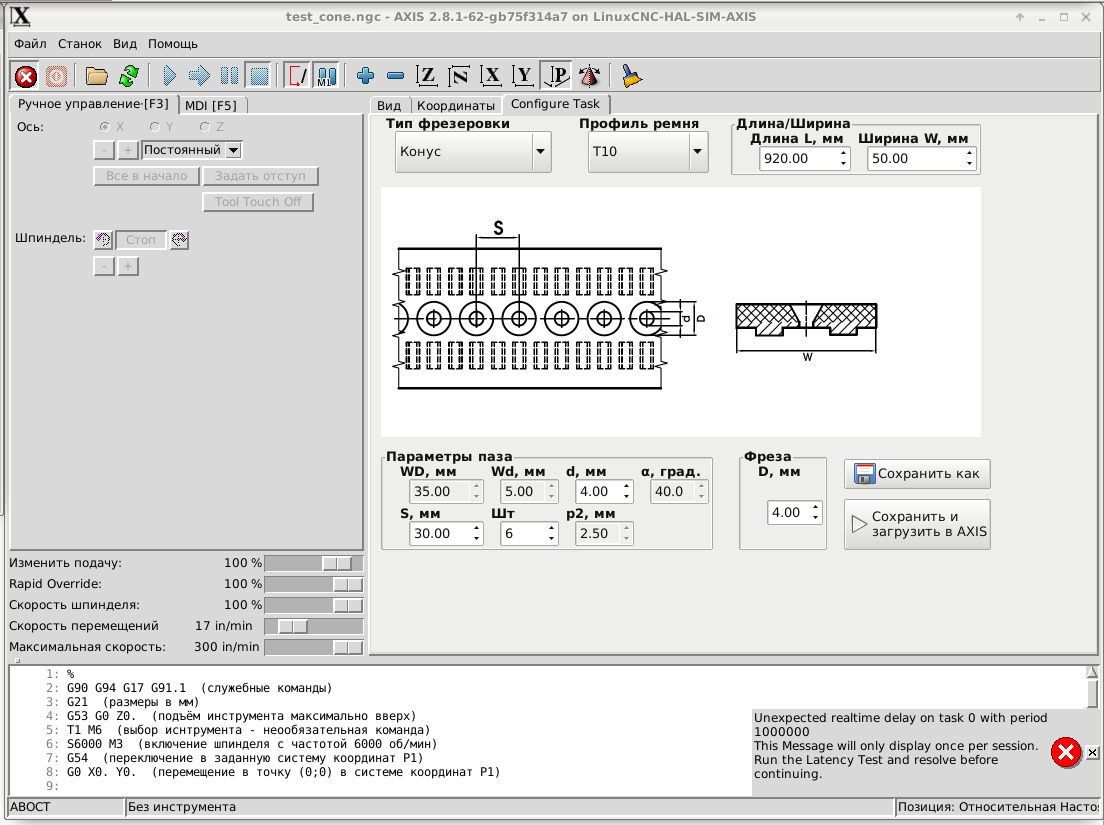 test_cone.ngc - AXIS 2.8.1-62-gb75f314a7 on LinuxCNC-HAL-SIM-AXIS
Файл Станок Вид Помощь
Ручное управление [F3] MDI [F5]
Ось: X Y Z
- + Постоянный
Все в начало Задать отступ
Tool Touch Off
Шпиндель: Стоп
- +
Вид Координаты Configure Task
Тип фрезеровки Профиль ремня Длина/Ширина
Длина L, мм Ширина W, мм
Конус T10 920.00 50.00
S
d D
W
Параметры паза
WD, мм Wd, мм d, мм α, град.
35.00 5.00 4.00 40.0
S, мм Шт p2, мм
30.00 6 2.50
Фреза
D, мм
4.00
Сохранить как
Сохранить и
загрузить в AXIS
Изменить подачу: 100 %
Rapid Override: 100 %
Скорость шпинделя: 100 %
Скорость перемещений 17 in/min
Максимальная скорость: 300 in/min
1: %
2: G90 G94 G17 G91.1 (служебные команды)
3: G21 (размеры в мм)
4: G53 G0 Z0. (подъём инструмента максимально вверх)
5: T1 M6 (выбор иснтрумента - необзательная команда)
6: S6000 M3 (включение шпинделя с частотой 6000 об/мин)
7: G54 (переключение в заданную систему координат P1)
8: G0 X0. Y0. (перемещение в точку (0;0) в системе координат P1)
9:
Unexpected realtime delay on task 0 with period
1000000
This Message will only display once per session.
Run the Latency Test and resolve before
continuing.
АВОСТ Без инструмента Позиция: Относительная Насто